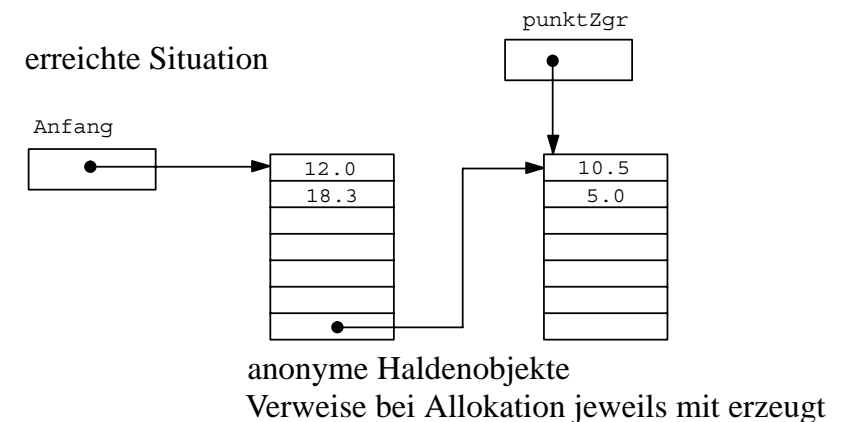 punktZgr
erreichte Situation
Anfang
12.0
18.3
10.5
5.0
anonyme Haldenobjekte
Verweise bei Allokation jeweils mit erzeugt